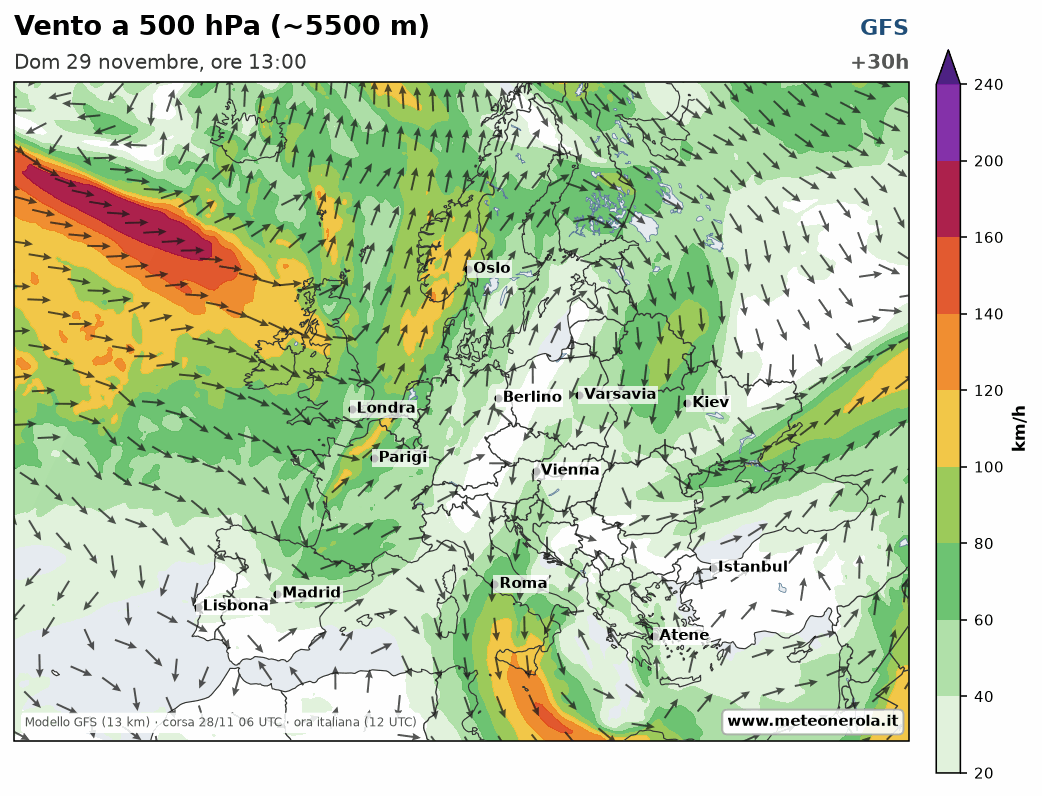 Vento a 500 hPa (~5500 m)
GFS
Dom 29 novembre, ore 13:00
+30h
240
200
160
140
120
100
80
60
40
20
km/h
Oslo
Berlino
Varsavia
Kiev
Londra
Parigi
Vienna
Istanbul
Roma
Madrid
Lisbona
Atene
Modello GFS (13 km) · corsa 28/11 06 UTC · ora italiana (12 UTC)
www.meteonerola.it